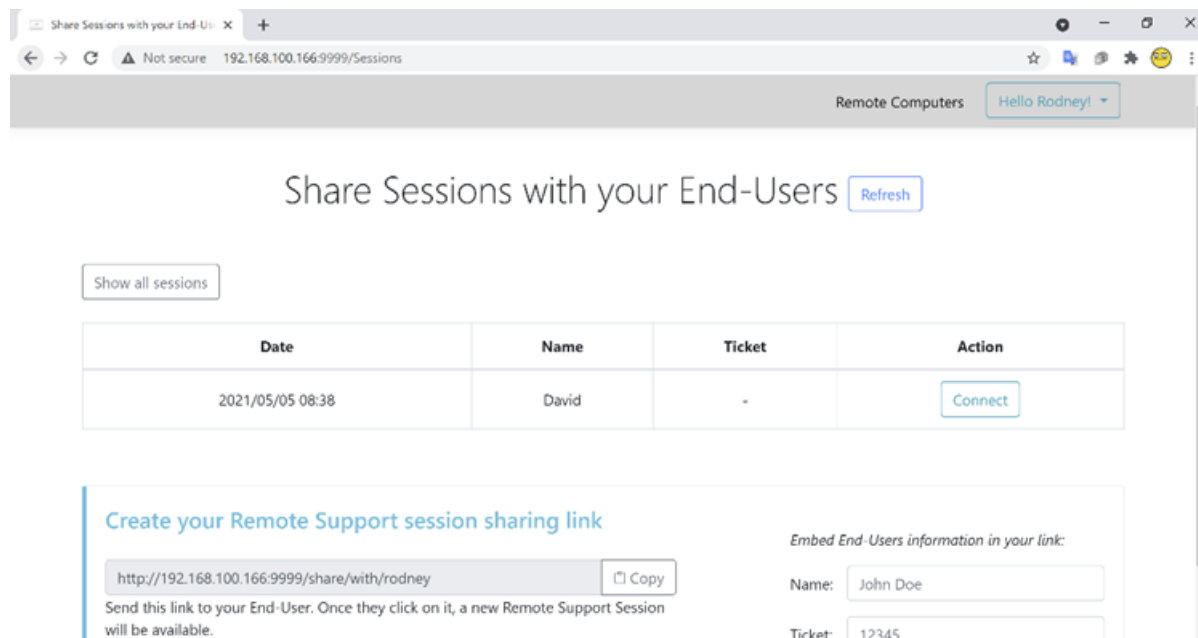 Share Sessions with your End-Us
Not secure 192.168.100.166:9999/Sessions
Remote Computers Hello Rodney!
Share Sessions with your End-Users Refresh
Show all sessions
Date Name Ticket Action
2021/05/05 08:38 David - Connect
Create your Remote Support session sharing link
Embed End-Users information in your link:
http://192.168.100.166:9999/share/with/rodney Copy
Name: John Doe
Send this link to your End-User. Once they click on it, a new Remote Support Session
will be available.
Ticket: 12345